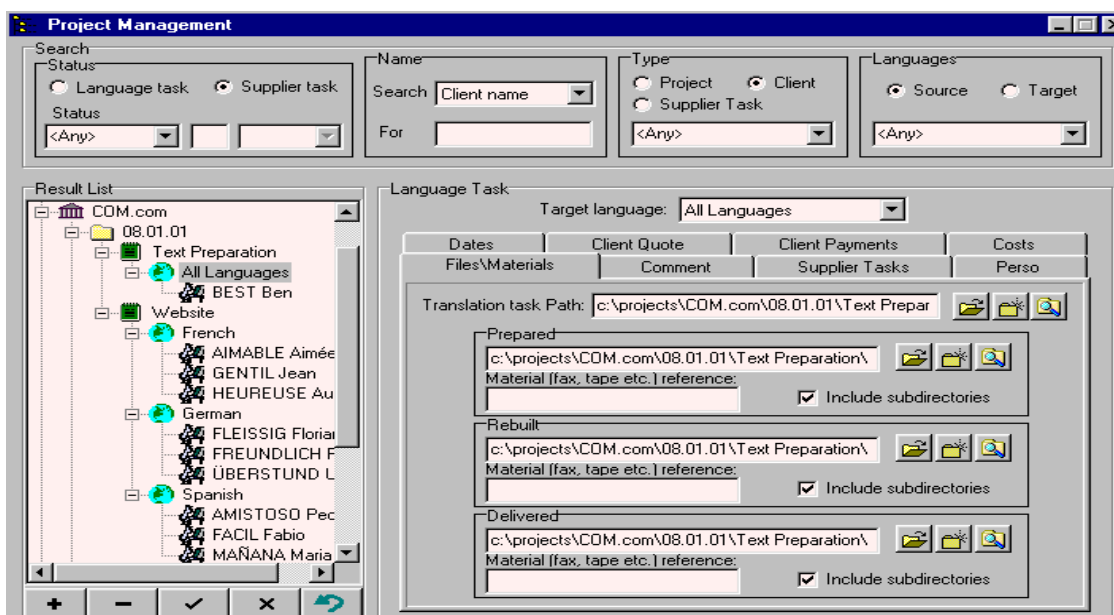 Project Management
Search
Status
Language task Supplier task
Status
<Any>
Name
Search Client name
For
Type
Project Client
Supplier Task
<Any>
Languages
Source Target
<Any>
Result List
COM.com
08.01.01
Text Preparation
All Languages
BEST Ben
Website
French
AIMABLE Aimée
GENTIL Jean
HEUREUSE Au
German
FLEISSIG Florian
FREUNDLICH F
ÜBERSTUND U
Spanish
AMISTOSO Ped
FACIL Fabio
MAÑANA Maria
Language Task
Target language: All Languages
Dates Client Quote Client Payments Costs
Files\Materials Comment Supplier Tasks Perso
Translation task Path: c:\projects\COM.com\08.01.01\Text Prepar
Prepared
c:\projects\COM.com\08.01.01\Text Preparation\
Material (fax, tape etc.) reference:
Include subdirectories
Rebuilt
c:\projects\COM.com\08.01.01\Text Preparation\
Material (fax, tape etc.) reference:
Include subdirectories
Delivered
c:\projects\COM.com\08.01.01\Text Preparation\
Material (fax, tape etc.) reference:
Include subdirectories